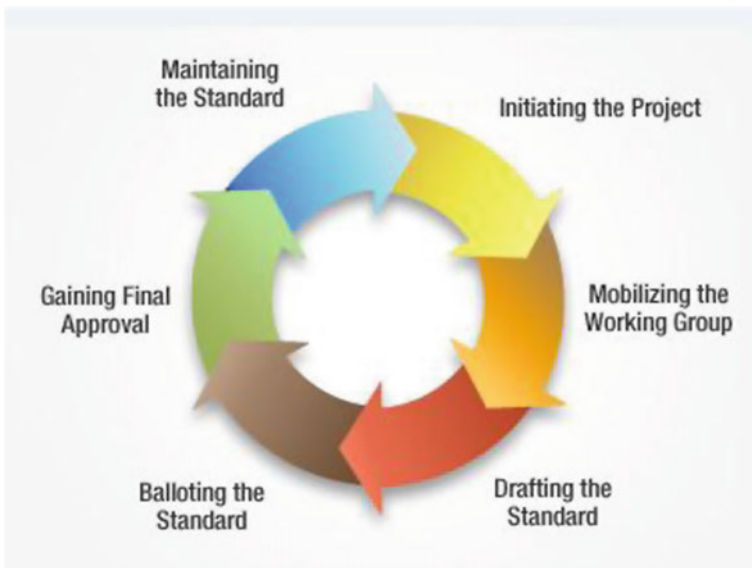 Maintaining
the Standard
Initiating the Project
Mobilizing the
Working Group
Drafting the
Standard
Balloting the
Standard
Gaining Final
Approval